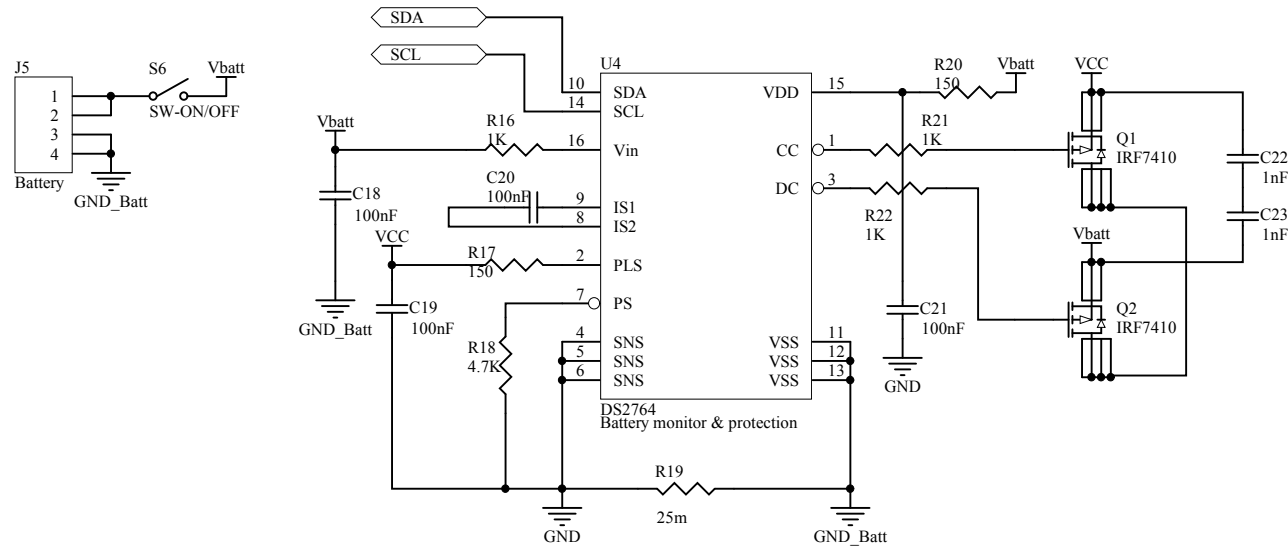 SDA
SCL
J5
1
2
3
4
Battery
S6
SW-ON/OFF
Vbatt
GND_Batt
Vbatt
R16
1K
C18
100nF
GND_Batt
C20
100nF
VCC
R17
150
C19
100nF
R18
4.7K
U4
10
SDA
14
SCL
16
Vin
9
IS1
8
IS2
2
PLS
7
PS
4
SNS
5
SNS
6
SNS
VDD
15
CC
1
DC
3
VSS
11
VSS
12
VSS
13
DS2764
Battery monitor & protection
R20
150
Vbatt
R21
1K
R22
1K
C21
100nF
GND
VCC
Q1
IRF7410
Vbatt
Q2
IRF7410
C22
1nF
C23
1nF
R19
25m
GND
GND_Batt